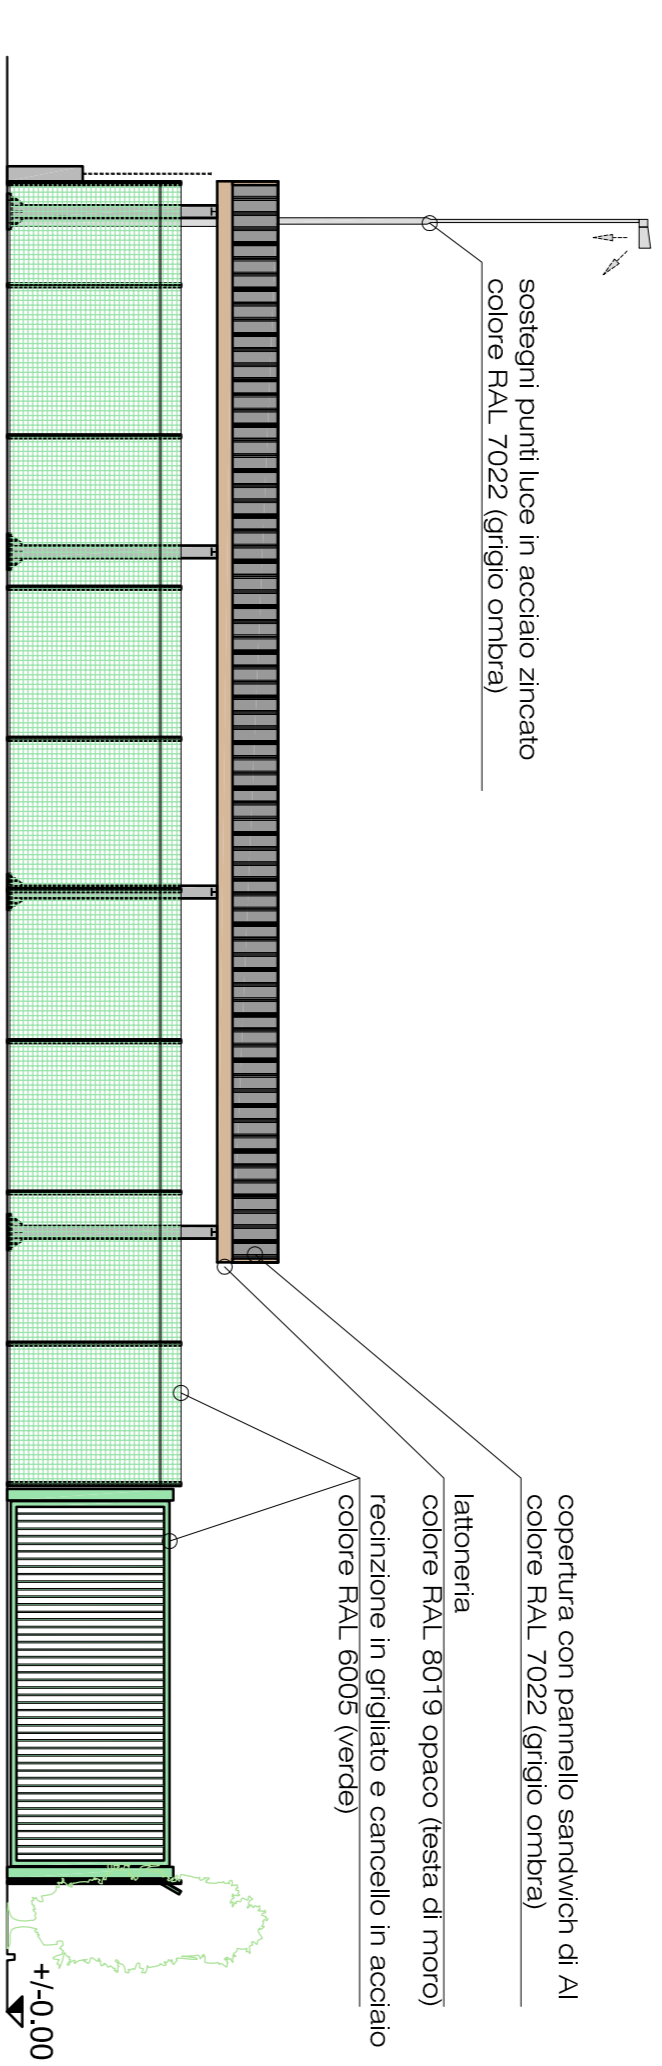 sostegni punti luce in acciaio zincato
colore RAL 7022 (grigio ombra)
copertura con pannello sandwich di Al
colore RAL 7022 (grigio ombra)
lattoneria
colore RAL 8019 opaco (testa di moro)
recinzione in grigliato e cancello in acciaio
colore RAL 6005 (verde)
+/-0.00